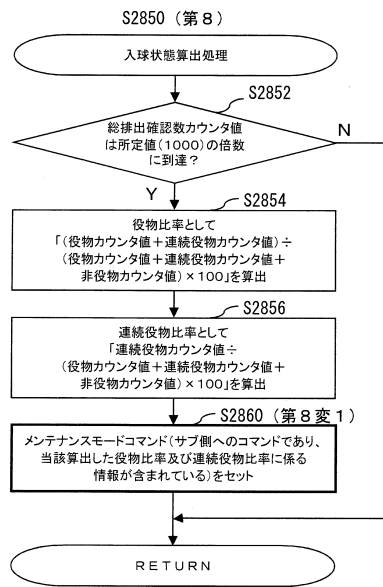 S2850（第８）
入球状態算出処理
S2852
総排出確認数カウンタ値
は所定値（1000）の倍数
に到達？
N
Y
S2854
役物比率として
「（役物カウンタ値＋連続役物カウンタ値）÷
（役物カウンタ値＋連続役物カウンタ値＋
非役物カウンタ値）×１００」を算出
S2856
連続役物比率として
「連続役物カウンタ値÷
（役物カウンタ値＋連続役物カウンタ値＋
非役物カウンタ値）×１００」を算出
S2860（第８変１）
メンテナンスモードコマンド（サブ側へのコマンドであり、
当該算出した役物比率及び連続役物比率に係る
情報が含まれている）をセット
ＲＥＴＵＲＮ